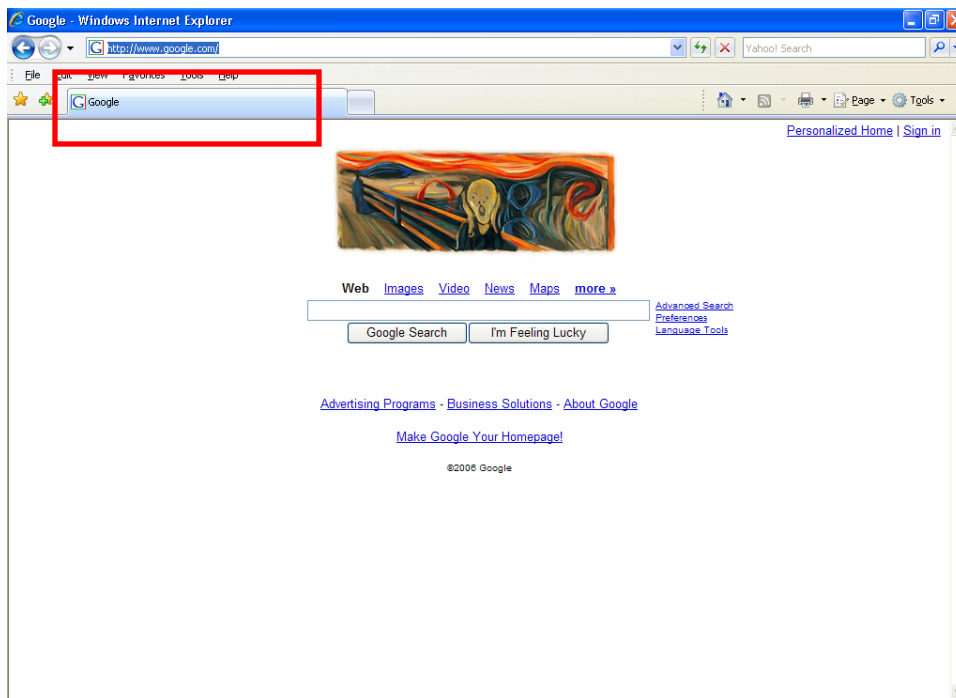 Google - Windows Internet Explorer
http://www.google.com/
Yahoo! Search
File Edit View Favorites Tools Help
Google
Page Tools
Personalized Home | Sign in
Web Images Video News Maps more »
Advanced Search
Preferences
Language Tools
Google Search I'm Feeling Lucky
Advertising Programs - Business Solutions - About Google
Make Google Your Homepage!
©2006 Google